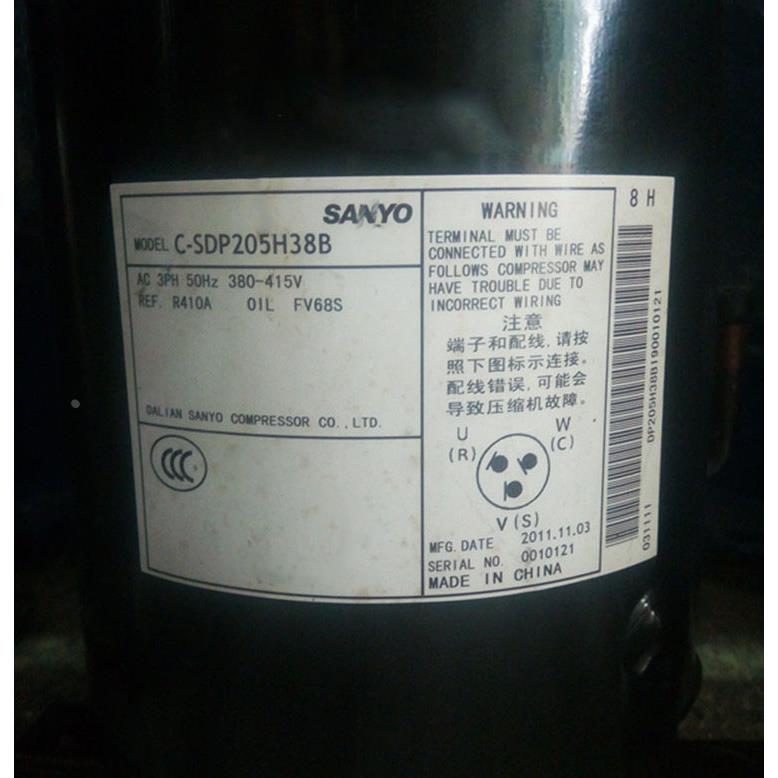 SANYO
MODEL C-SDP205H38B
AC 3PH 50Hz 380-415V
REF. R410A OIL FV68S
DALIAN SANYO COMPRESSOR CO.,LTD.
CCC
WARNING
TERMINAL MUST BE
CONNECTED WITH WIRE AS
FOLLOWS COMPRESSOR MAY
HAVE TROUBLE DUE TO
INCORRECT WIRING
注意
端子和配线,请按
照下图标示连接。
配线错误,可能会
导致压缩机故障。
U W
(R) (C)
V(S)
MFG.DATE 2011.11.03
SERIAL NO. 0010121
MADE IN CHINA
8 H
DP205H38B190010121
031111